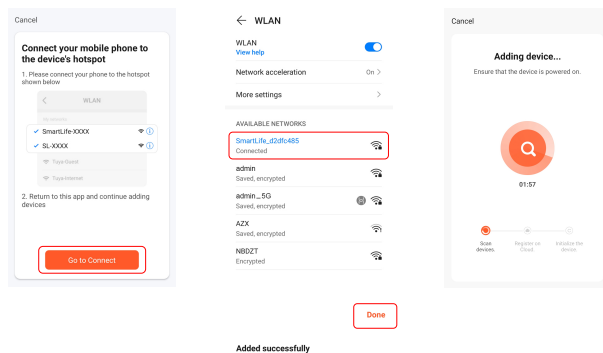 Cancel
Connect your mobile phone to
the device's hotspot
1. Please connect your phone to the hotspot
shown below
WLAN
SmartLife-XXXX
SL-XXXX
Tuya Guest
Tuya Internet
2. Return to this app and continue adding
devices
Go to Connect
WLAN
WLAN
View help
Network acceleration
On >
More settings
AVAILABLE NETWORKS
SmartLife_d2dfc485
Connected
admin
Saved, encrypted
admin_5G
Saved, encrypted
AZX
Saved, encrypted
NBDZT
Encrypted
Done
Added successfully
Cancel
Adding device...
Ensure that the device is powered on.
01:57
Scan
devices.
Register on
Cloud.
Initialize the
device.